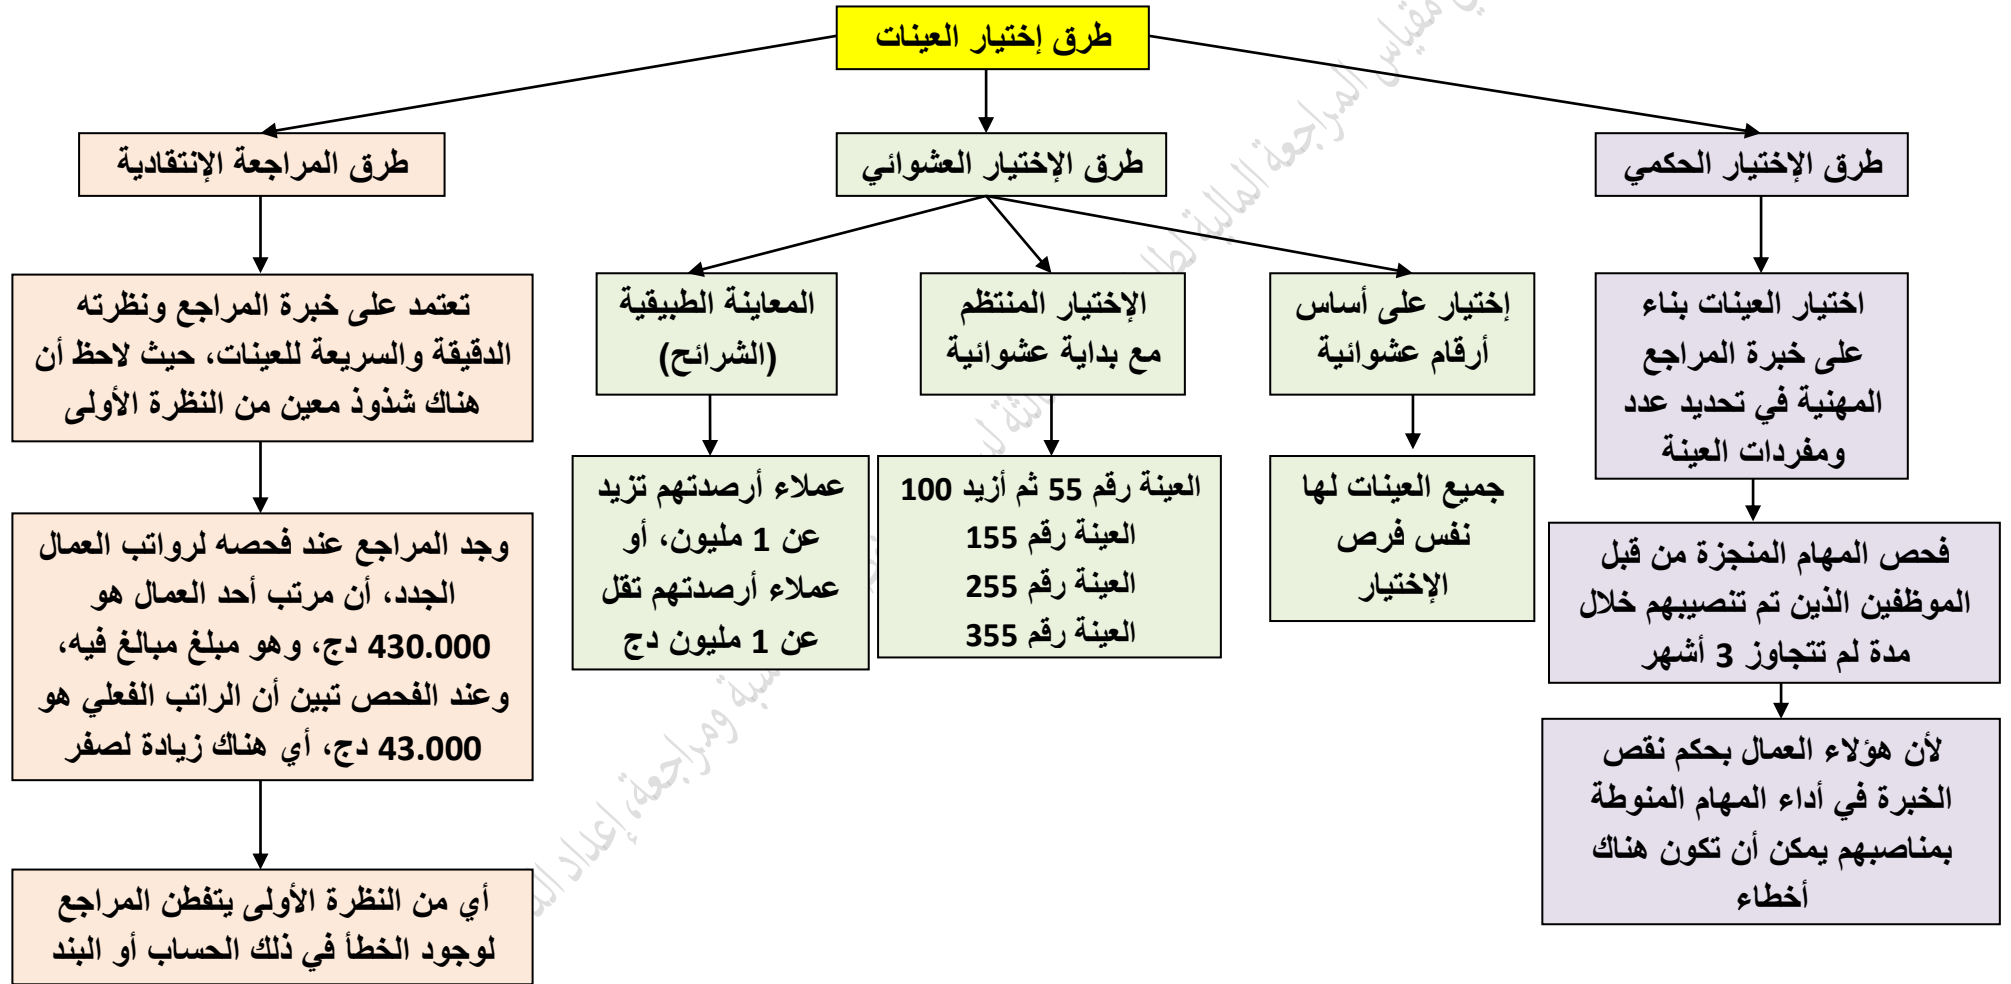 طرق إختيار العينات
طرق الإختيار الحكمي
اختيار العينات بناء
على خبرة المراجع
المهنية في تحديد عدد
ومفردات العينة
فحص المهام المنجزة من قبل
الموظفين الذين تم تنصيبهم خلال
مدة لم تتجاوز 3 أشهر
لأن هؤلاء العمال بحكم نقص
الخبرة في أداء المهام المنوطة
بمناصبهم يمكن أن تكون هناك
أخطاء
طرق الإختيار العشوائي
إختيار على أساس
أرقام عشوائية
جميع العينات لها
نفس فرص
الإختيار
الإختيار المنتظم
مع بداية عشوائية
العينة رقم 55 ثم أزيد 100
العينة رقم 155
العينة رقم 255
العينة رقم 355
المعاينة الطبيقية
(الشرائح)
عملاء أرصدتهم تزيد
عن 1 مليون، أو
عملاء أرصدتهم تقل
عن 1 مليون دج
طرق المراجعة الإنتقادية
تعتمد على خبرة المراجع ونظرته
الدقيقة والسريعة للعينات، حيث لاحظ أن
هناك شذوذ معين من النظرة الأولى
وجد المراجع عند فحصه لرواتب العمال
الجدد، أن مرتب أحد العمال هو
430.000 دج، وهو مبلغ مبالغ فيه،
وعند الفحص تبين أن الراتب الفعلي هو
43.000 دج، أي هناك زيادة لصفر
أي من النظرة الأولى يتفطن المراجع
لوجود الخطأ في ذلك الحساب أو البند
مقياس المراجعة المالية
ومراجعة، إعداد